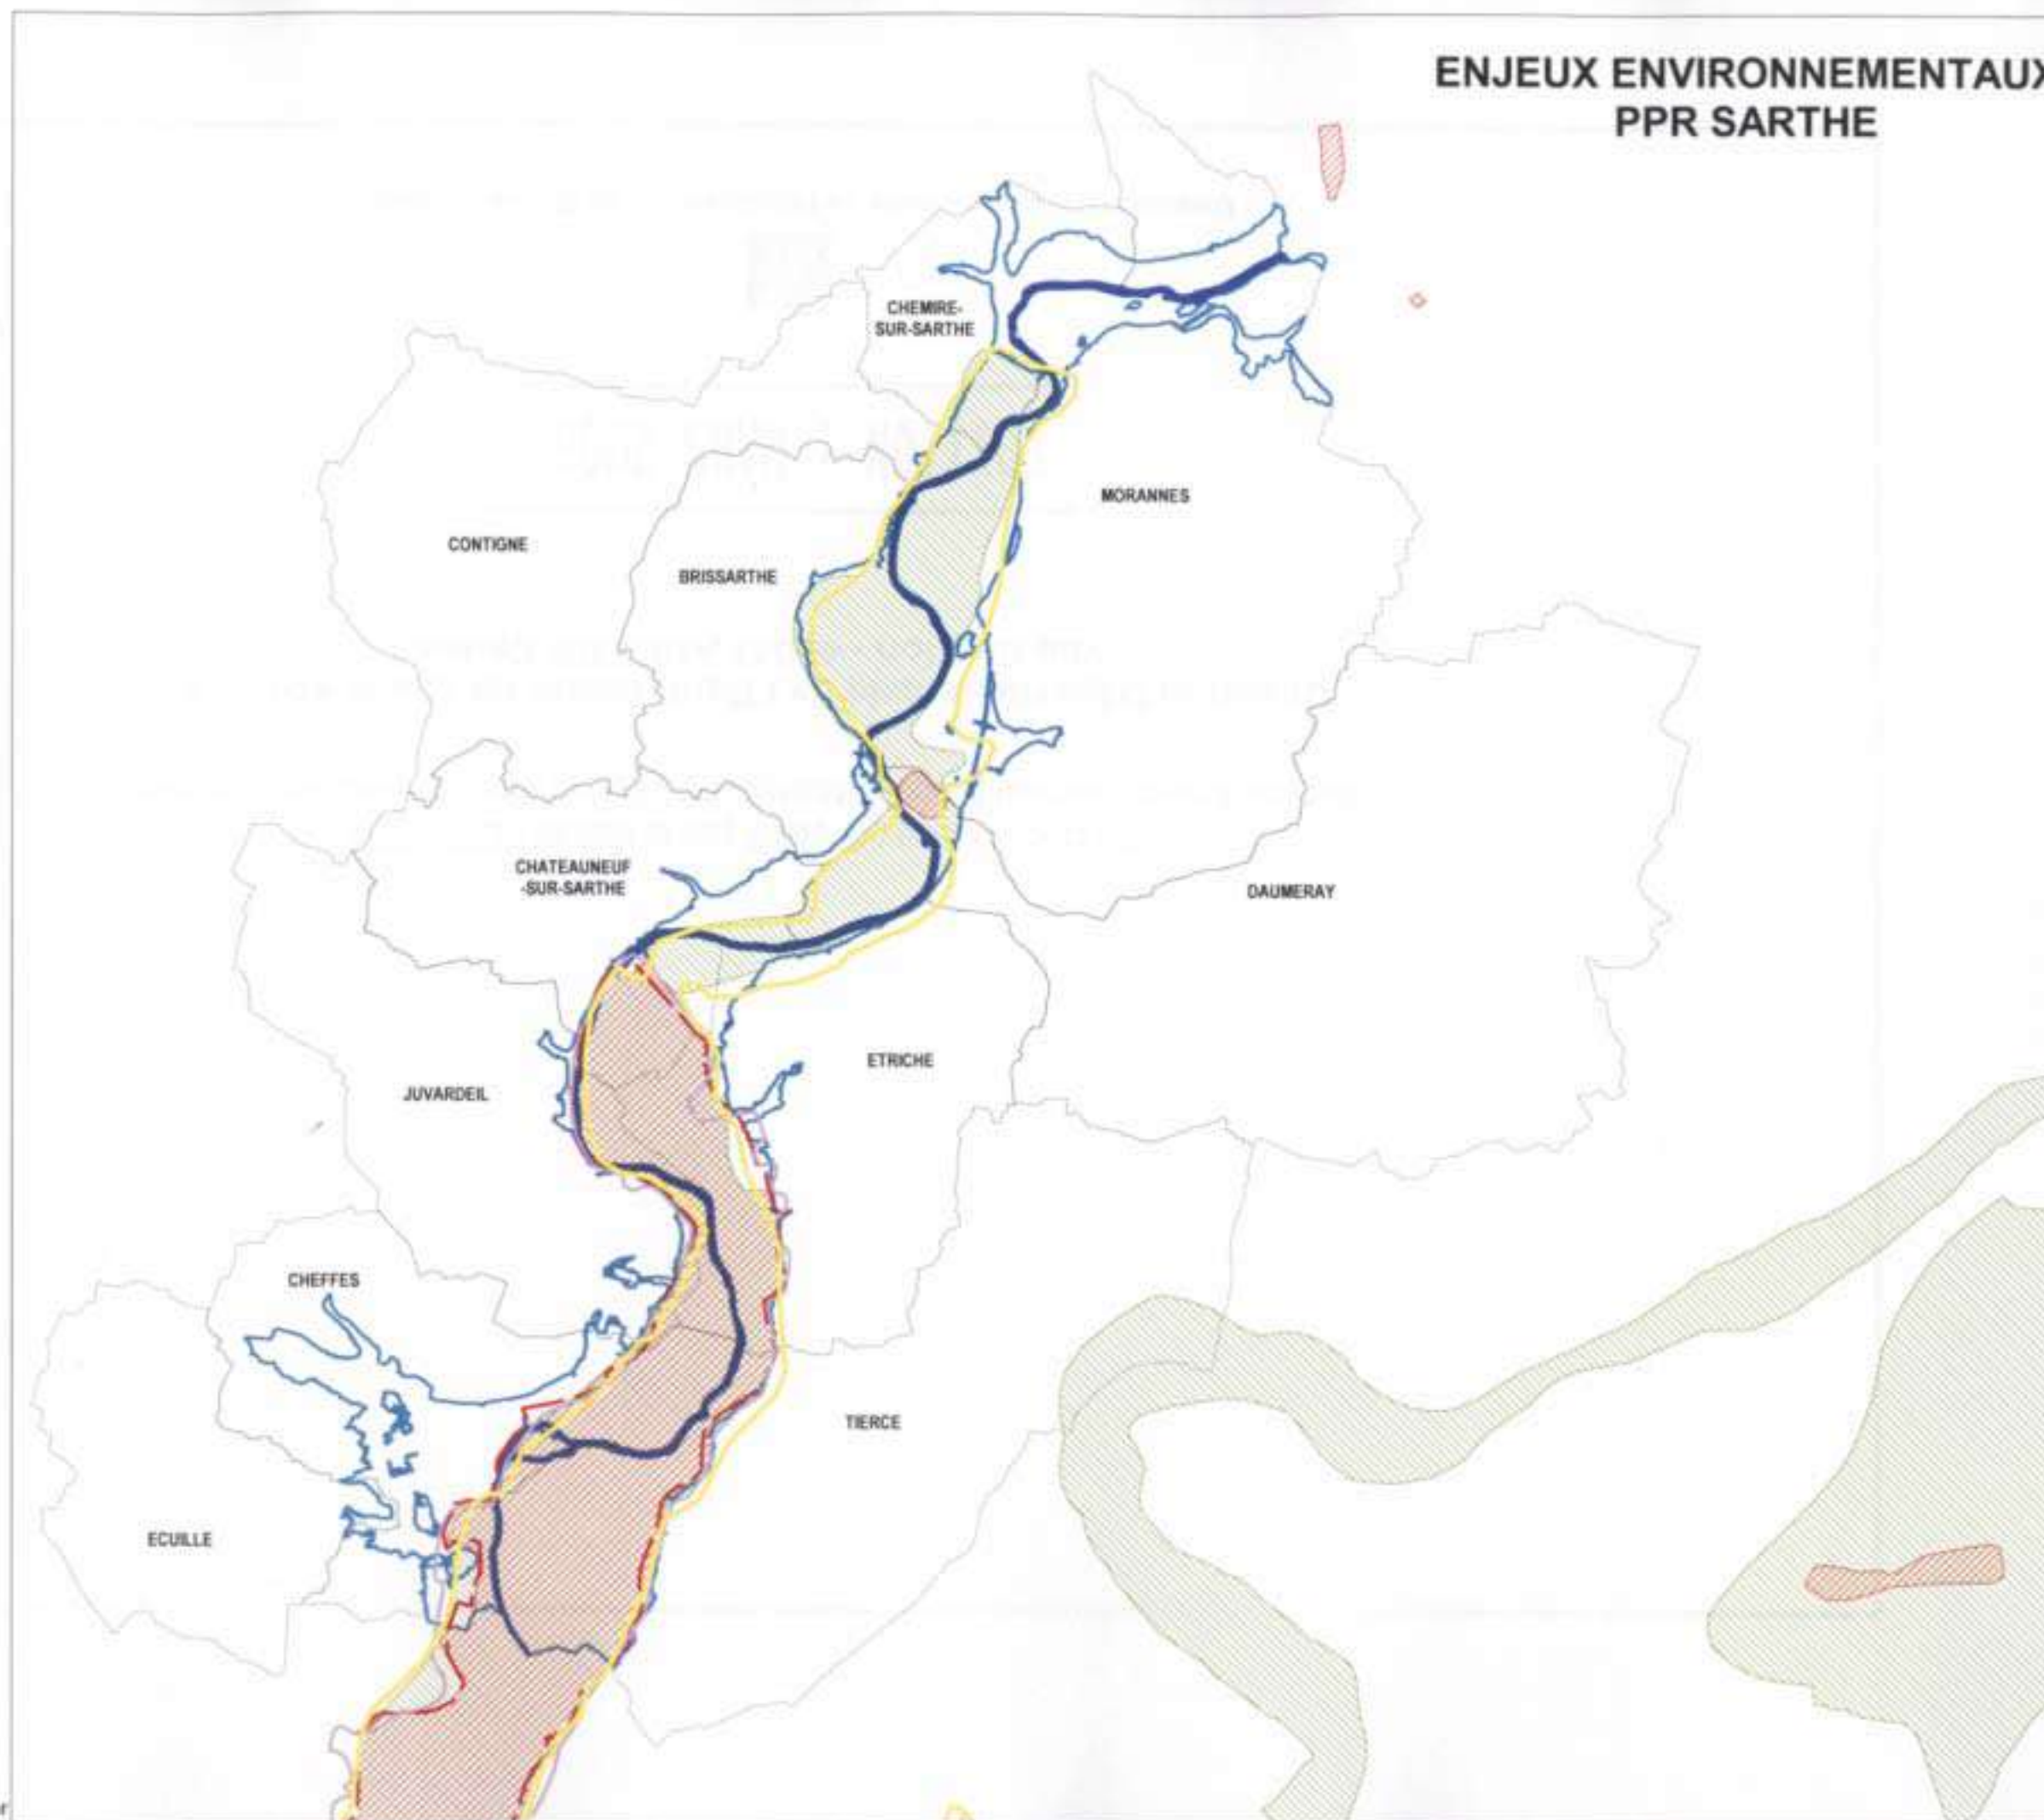 ENJEUX ENVIRONNEMENTAUX
PPR SARTHE
CHEMIRE-
SUR-SARTHE
MORANNES
CONTIGNE
BRISSARTHE
CHATEAUNEUF
-SUR-SARTHE
DAUMERAY
ETRICHE
JUVARDEIL
CHEFFES
TIERCE
ECUILLE